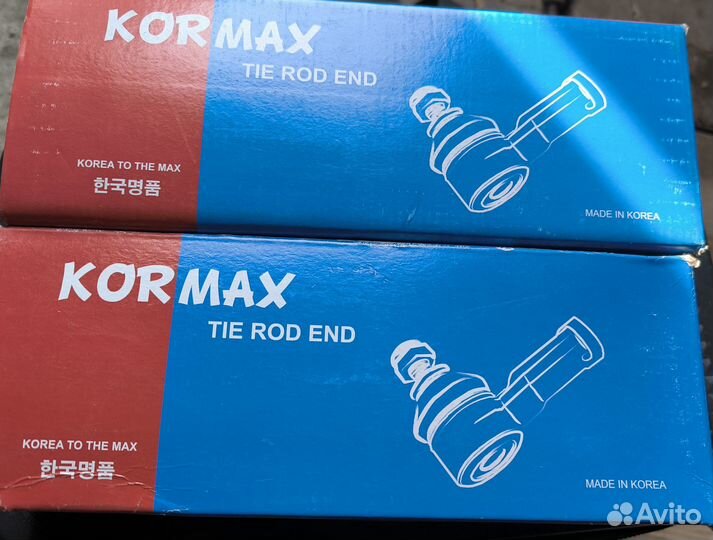 KORMAX
TIE ROD END
KOREA TO THE MAX
한국명품
MADE IN KOREA
KORMAX
TIE ROD END
KOREA TO THE MAX
한국명품
MADE IN KOREA
Avito